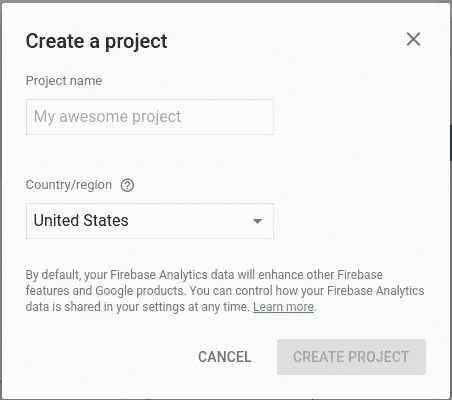 Create a project
Project name
My awesome project
Country/region
United States
By default, your Firebase Analytics data will enhance other Firebase
features and Google products. You can control how your Firebase Analytics
data is shared in your settings at any time. Learn more.
CANCEL CREATE PROJECT